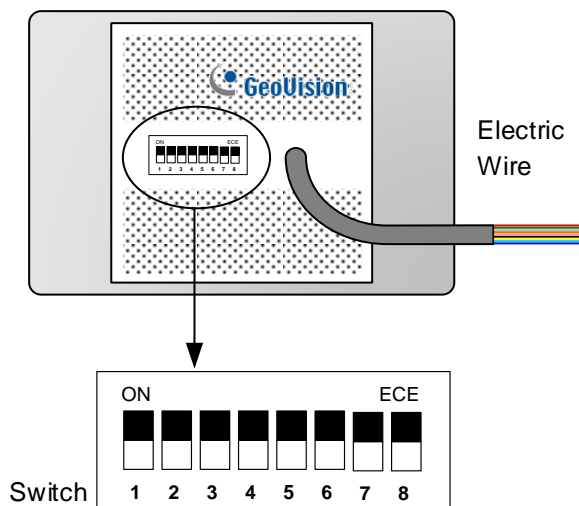 GeoVision
ON ECE
1 2 3 4 5 6 7 8
Electric
Wire
ON ECE
Switch 1 2 3 4 5 6 7 8